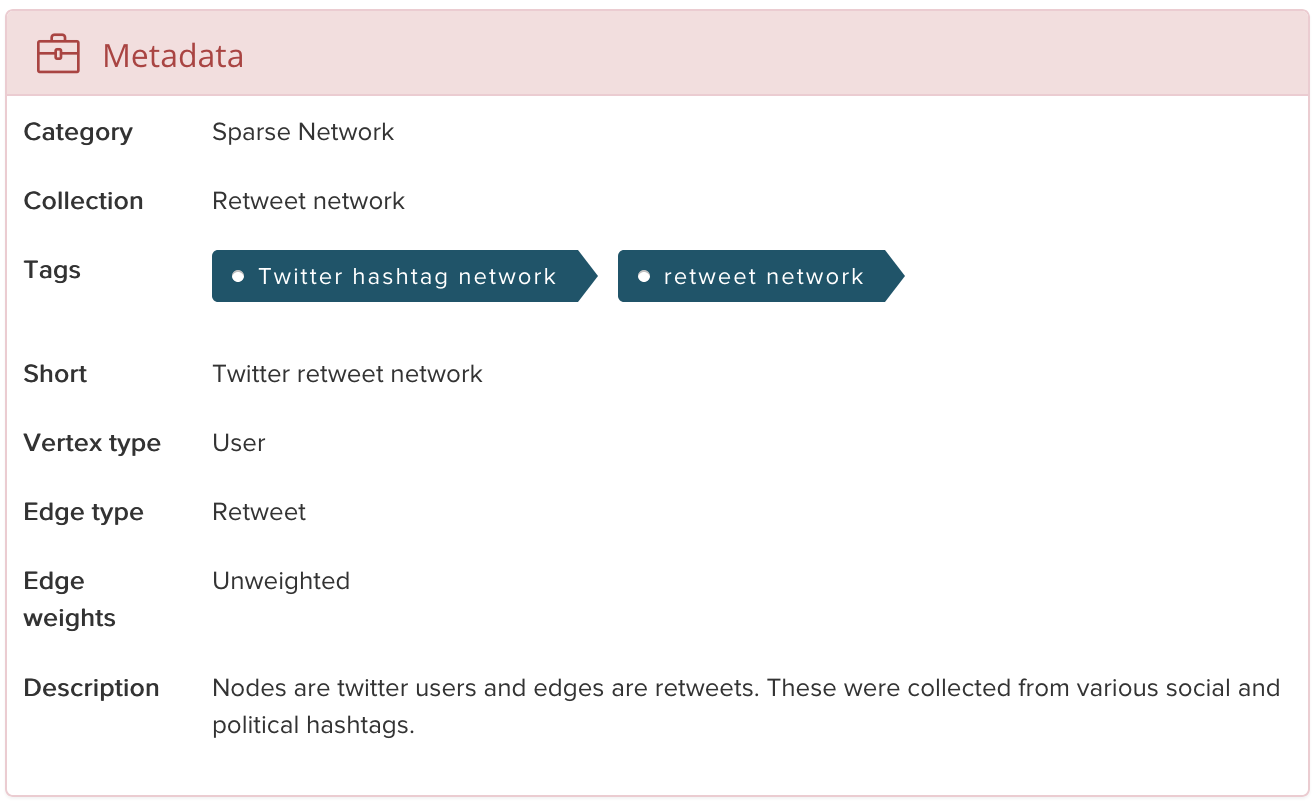 Metadata
Category Sparse Network
Collection Retweet network
Tags Twitter hashtag network retweet network
Short Twitter retweet network
Vertex type User
Edge type Retweet
Edge Unweighted
weights
Description Nodes are twitter users and edges are retweets. These were collected from various social and
political hashtags.